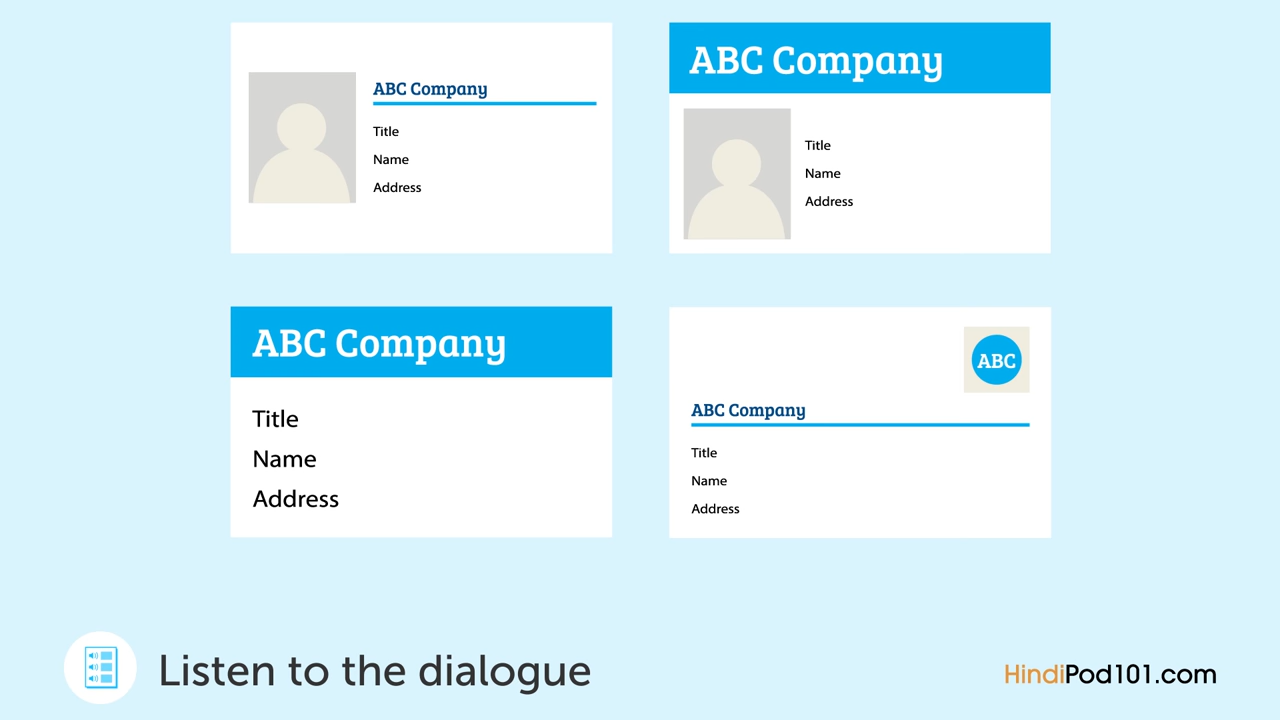 ABC Company
Title
Name
Address
ABC Company
Title
Name
Address
ABC Company
Title
Name
Address
ABC
ABC Company
Title
Name
Address
Listen to the dialogue
HindiPod101.com